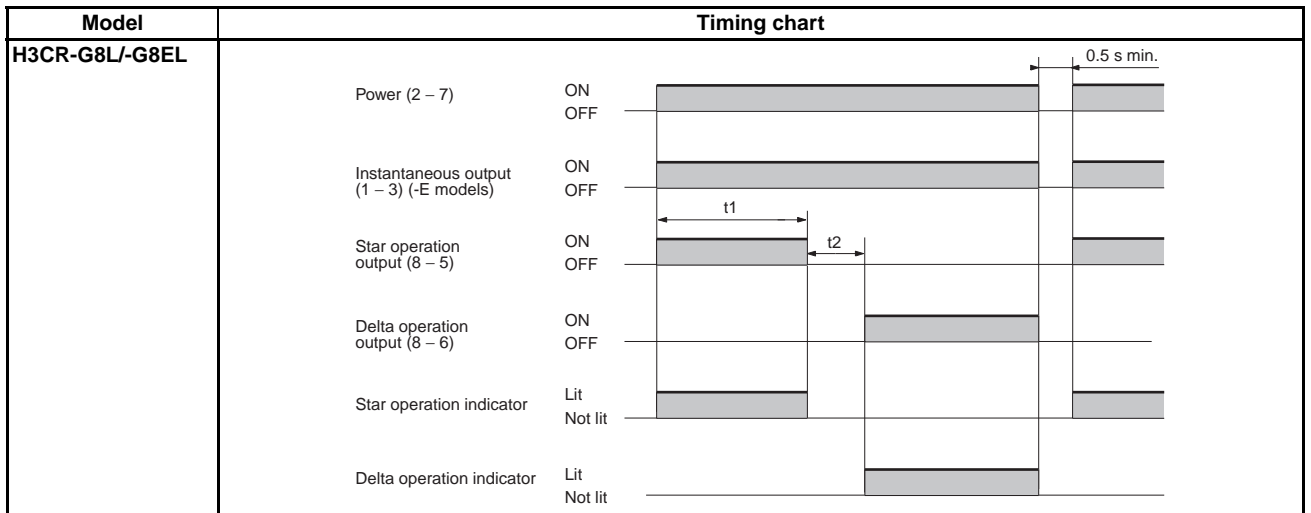 Model Timing chart
H3CR-G8L/-G8EL
0.5 s min.
Power (2 – 7) ON
OFF
Instantaneous output ON
(1 – 3) (-E models) OFF
t1
Star operation ON
output (8 – 5) OFF
t2
Delta operation ON
output (8 – 6) OFF
Star operation indicator Lit
Not lit
Delta operation indicator Lit
Not lit